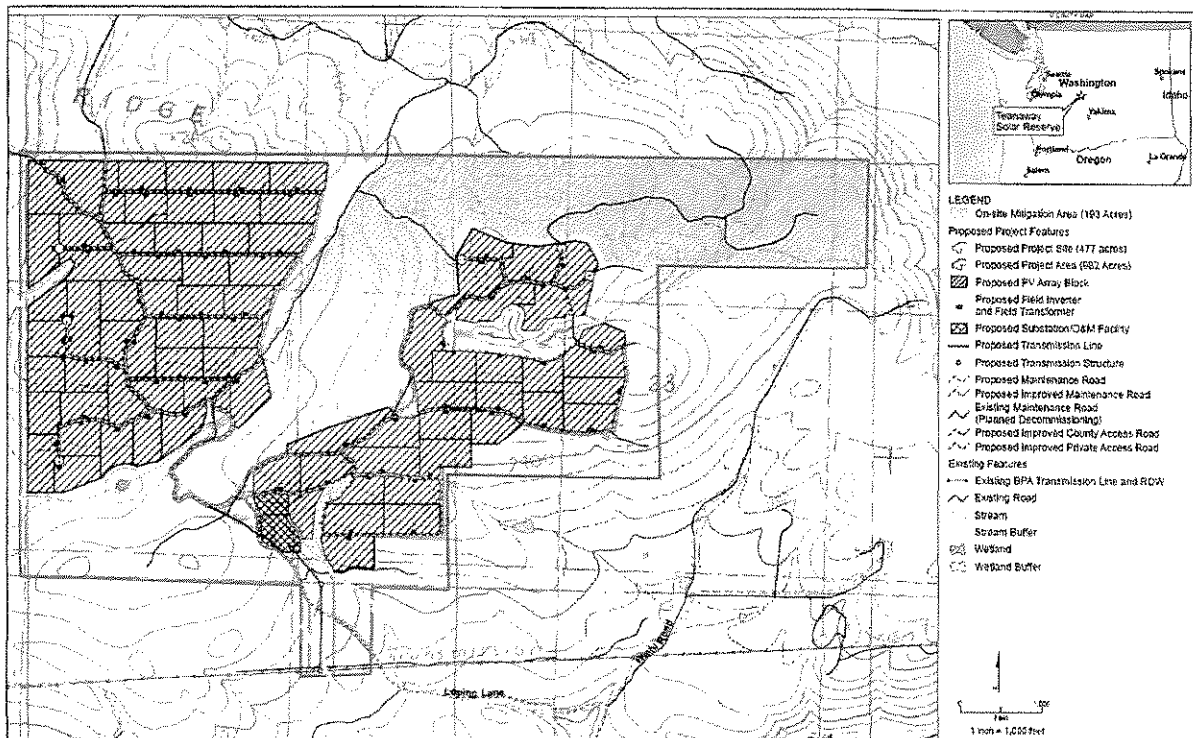 RIDGE
33
Wiehl Road
Loping Lane
Seattle
Spokane
Washington
Olympia
Idaho
Yakima
Teanaway
Solar Reserve
Portland
Oregon
La Grande
Salem
LEGEND
On-site Mitigation Area (193 Acres)
Proposed Project Features
Proposed Project Site (477 acres)
Proposed Project Area (982 Acres)
Proposed PV Array Block
Proposed Field Inverter
and Field Transformer
Proposed Substation/O&M Facility
Proposed Transmission Line
Proposed Transmission Structure
Proposed Maintenance Road
Proposed Improved Maintenance Road
Existing Maintenance Road
(Planned Decommissioning)
Proposed Improved County Access Road
Proposed Improved Private Access Road
Existing Features
Existing BPA Transmission Line and ROW
Existing Road
Stream
Stream Buffer
Wetland
Wetland Buffer
Feet
1 inch = 1,000 feet